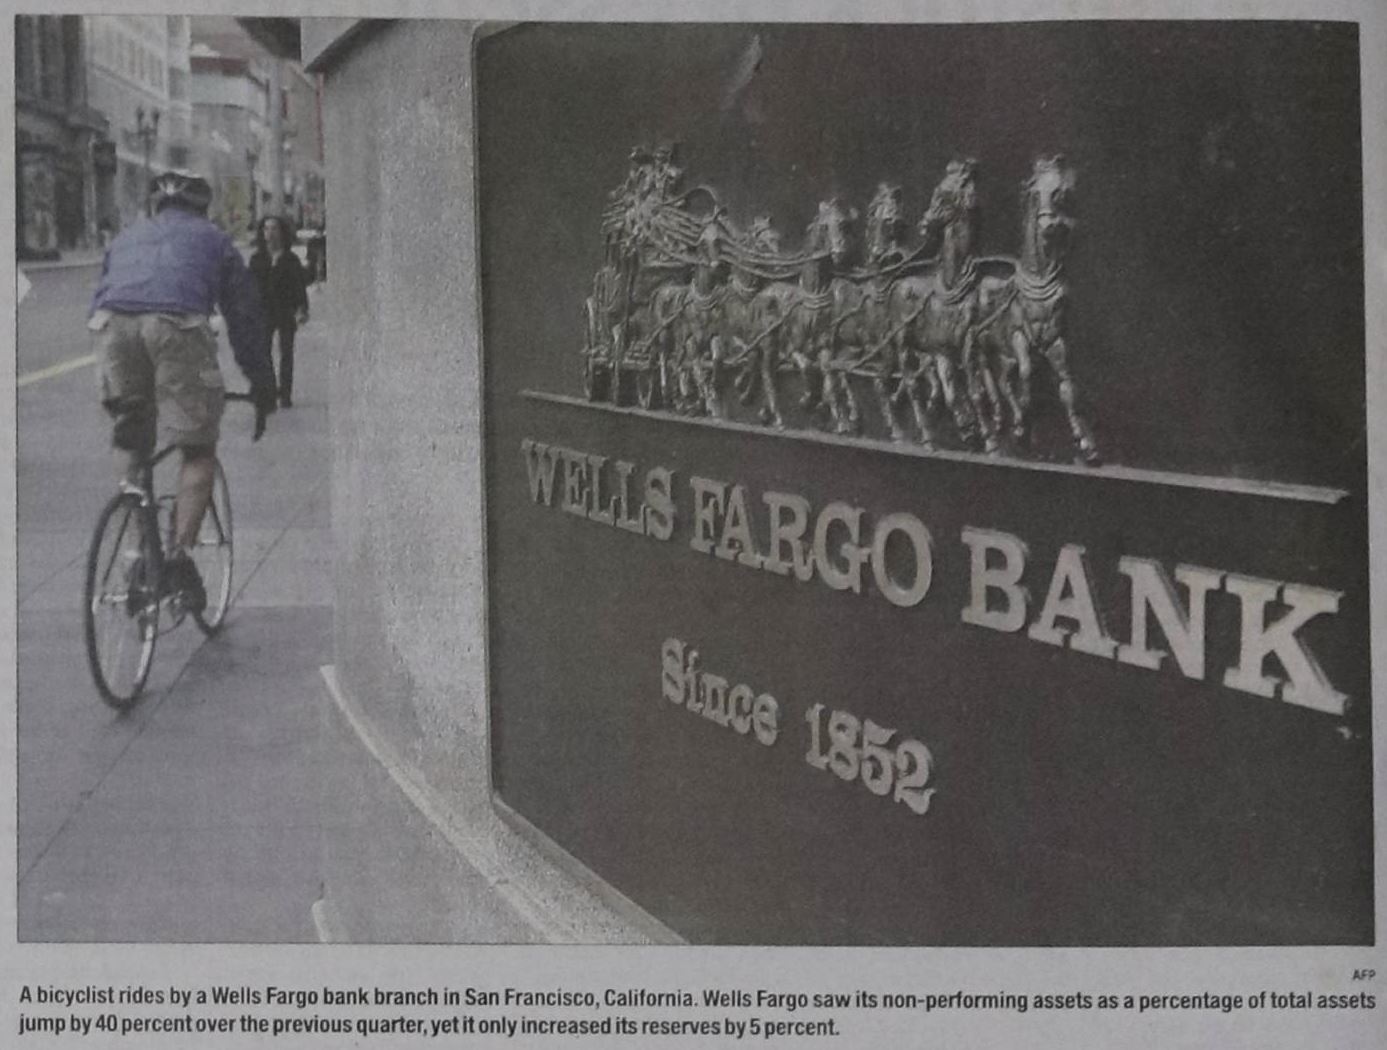 WELLS FARGO BANK
Since 1852
AFP
A bicyclist rides by a Wells Fargo bank branch in San Francisco, California. Wells Fargo saw its non-performing assets as a percentage of total assets
jump by 40 percent over the previous quarter, yet it only increased its reserves by 5 percent.